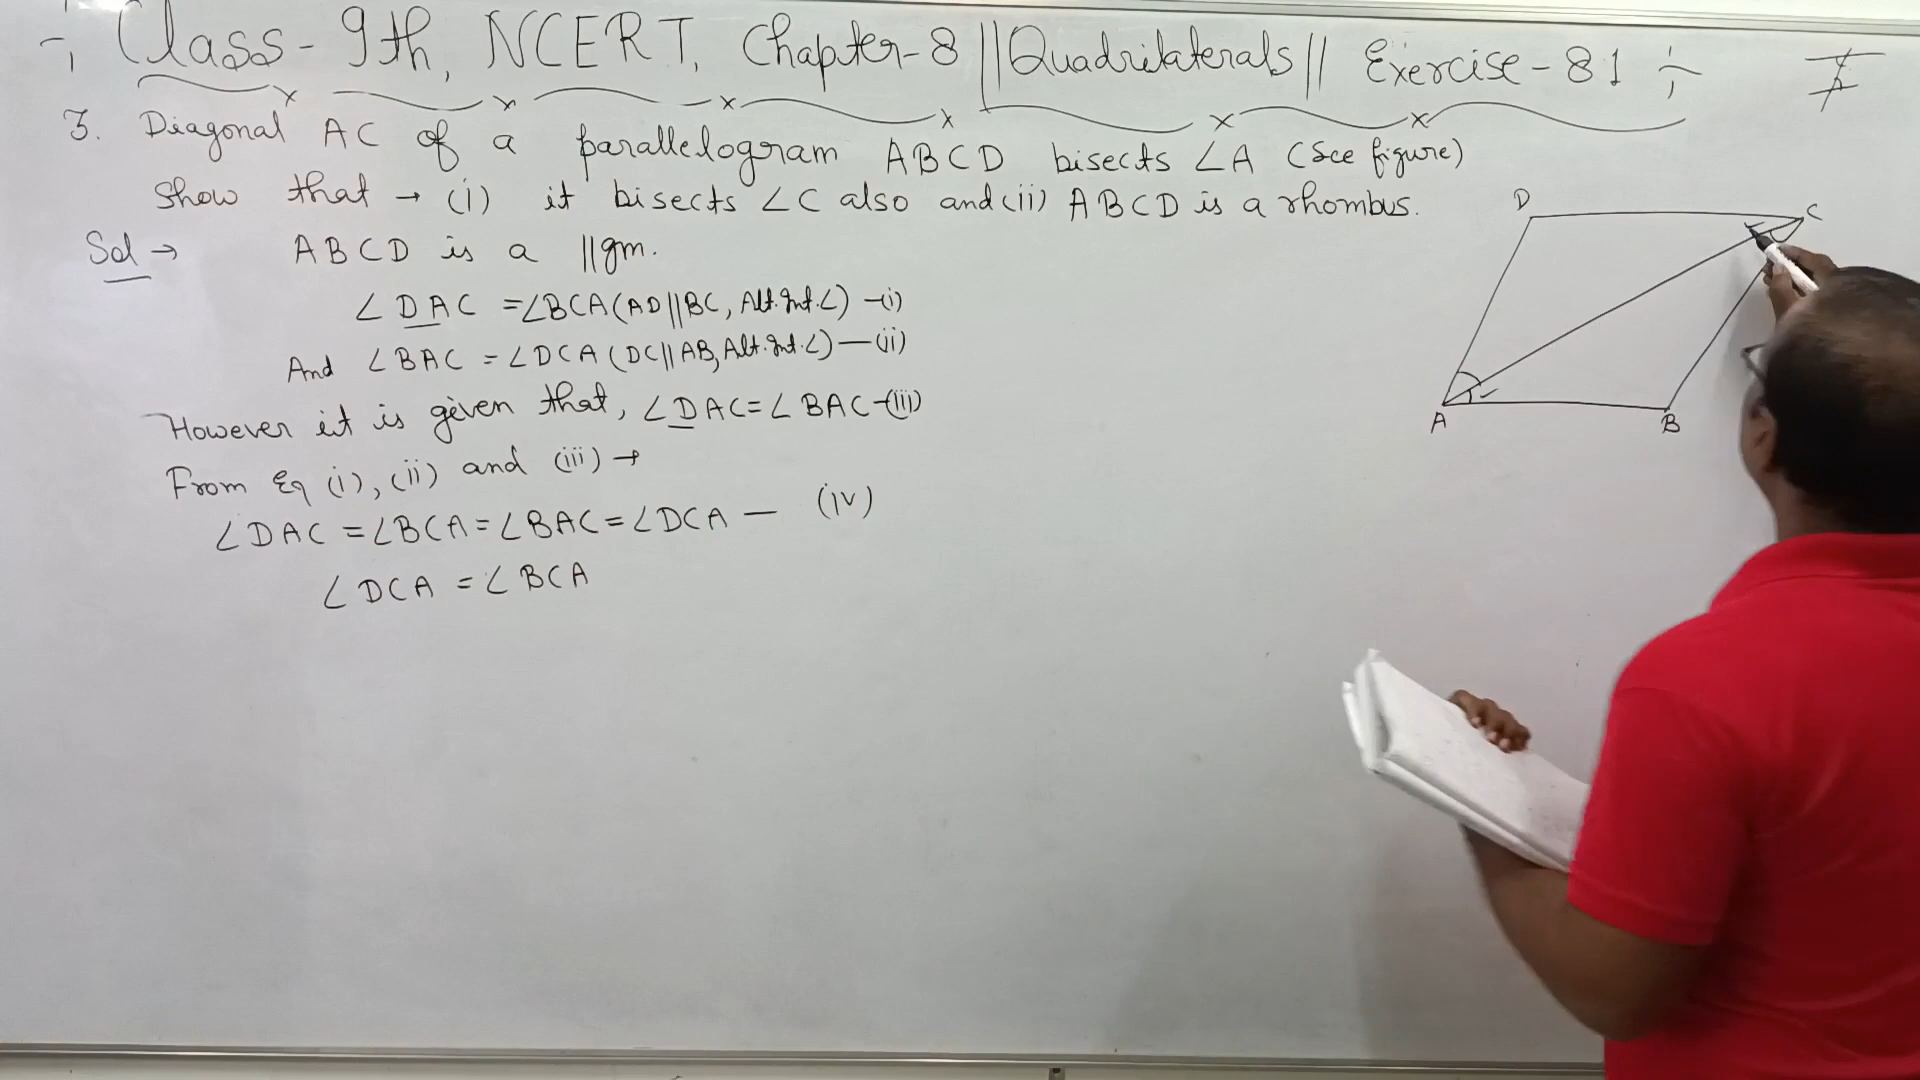 -; Class - 9th, NCERT, Chapter-8 ||Quadrilaterals|| Exercise - 8 1 ÷
3. Diagonal AC of a parallelogram ABCD bisects ∠A (See figure)
Show that → (i) it bisects ∠C also and (ii) ABCD is a rhombus.
Sol → ABCD is a ||gm.
∠DAC = ∠BCA (AD||BC, Alt. Int. ∠) - (i)
And ∠BAC = ∠DCA (DC||AB, Alt. Int. ∠) — (ii)
However it is given that, ∠DAC = ∠BAC - (iii)
From Eq (i), (ii) and (iii) →
∠DAC = ∠BCA = ∠BAC = ∠DCA — (iv)
∠DCA = ∠BCA
D C
A B